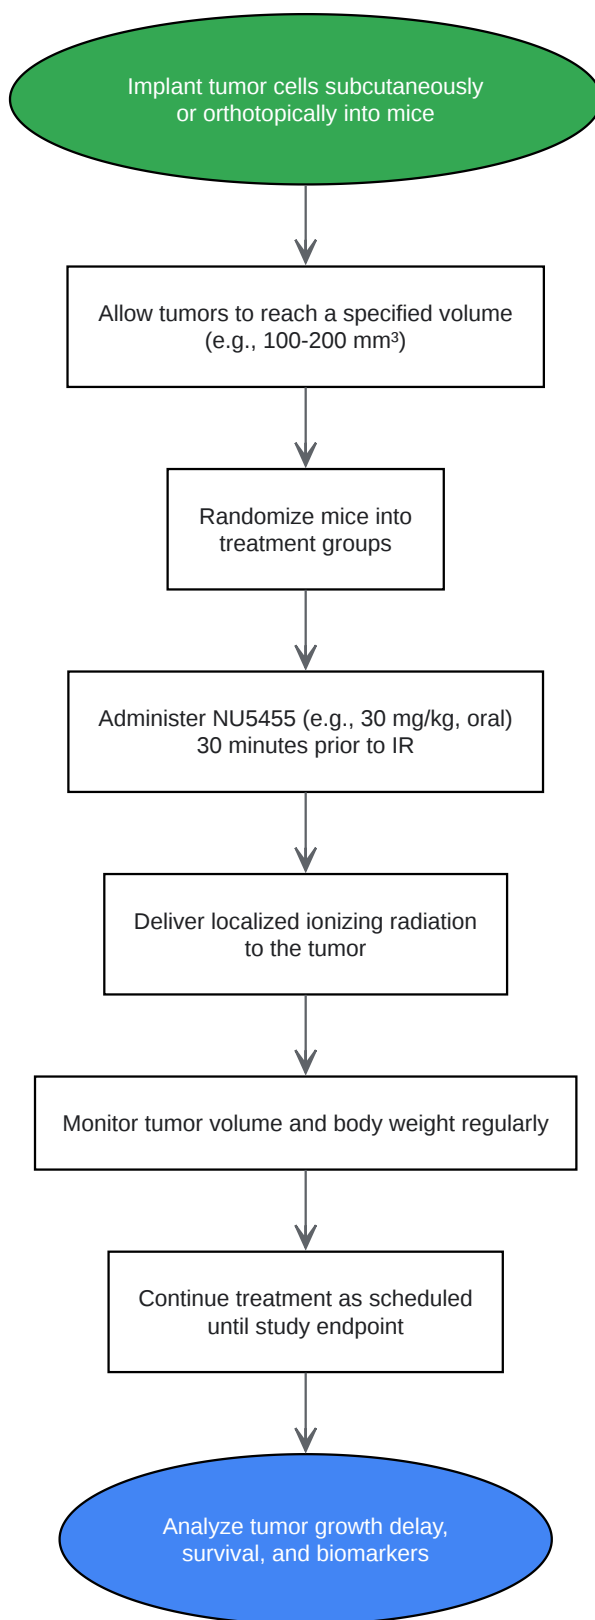 Implant tumor cells subcutaneously
or orthotopically into mice
Allow tumors to reach a specified volume
(e.g., 100-200 mm³)
Randomize mice into
treatment groups
Administer NU5455 (e.g., 30 mg/kg, oral)
30 minutes prior to IR
Deliver localized ionizing radiation
to the tumor
Monitor tumor volume and body weight regularly
Continue treatment as scheduled
until study endpoint
Analyze tumor growth delay,
survival, and biomarkers